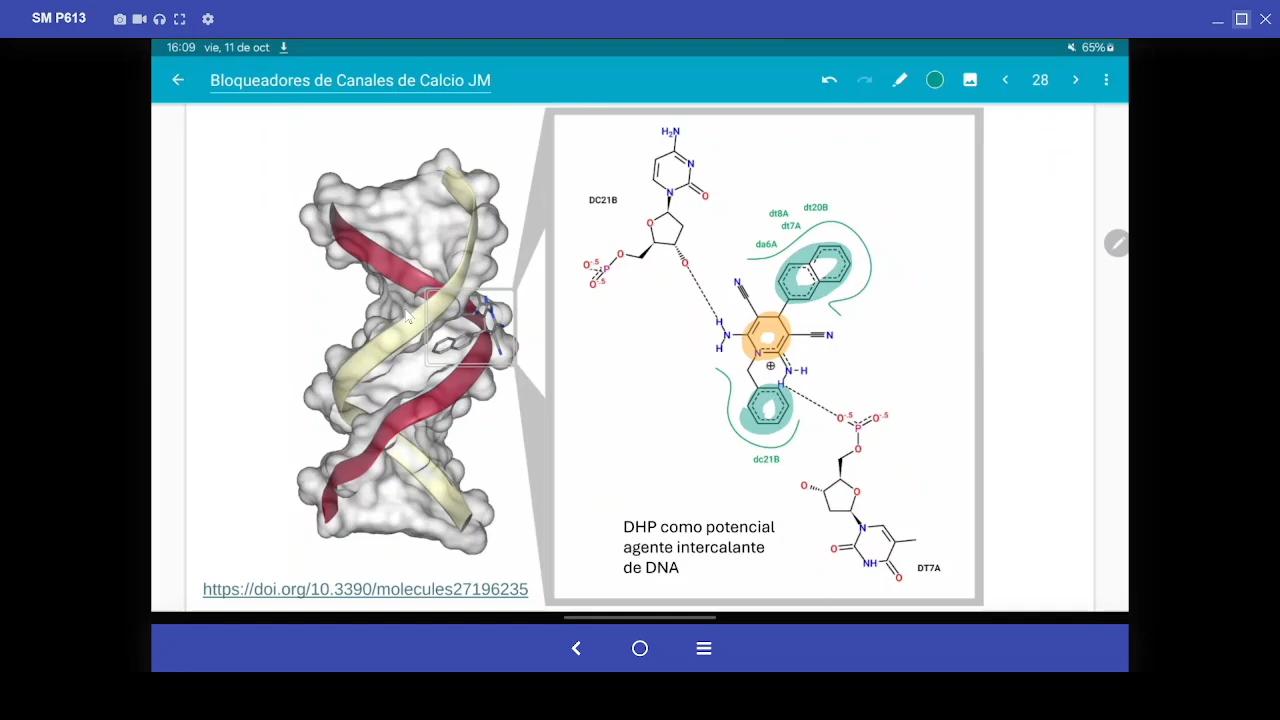 SM P613
16:09 vie, 11 de oct
65%
Bloqueadores de Canales de Calcio JM
28
H₂N
N
O
N
DC21B
O
O
P
O-.5
O-.5
O
dt8A
dt20B
dt7A
da6A
N
H
N
H
N
N
⊕
N-H
H
dc21B
O-.5
O-.5
P
O
O
O
N
O
NH
O
DT7A
DHP como potencial
agente intercalante
de DNA
https://doi.org/10.3390/molecules27196235